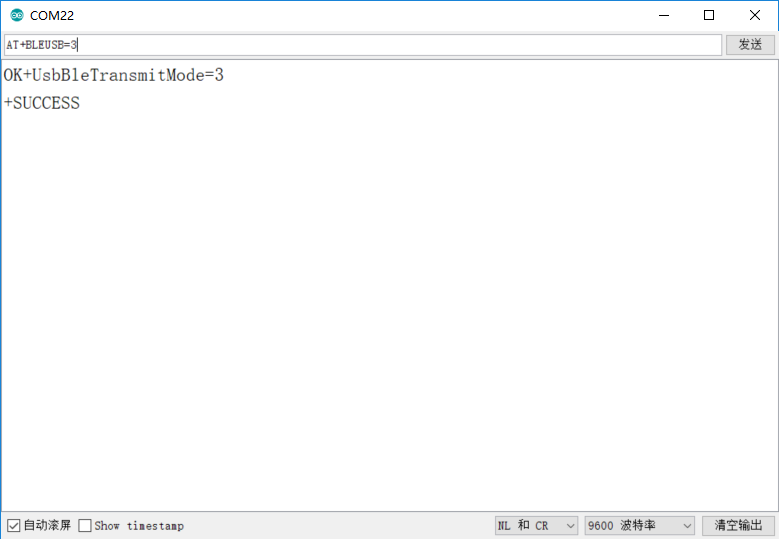 COM22
AT+BLEUSB=3
发送
OK+UsbBleTransmitMode=3
+SUCCESS
自动滚屏
Show timestamp
NL 和 CR
9600 波特率
清空输出